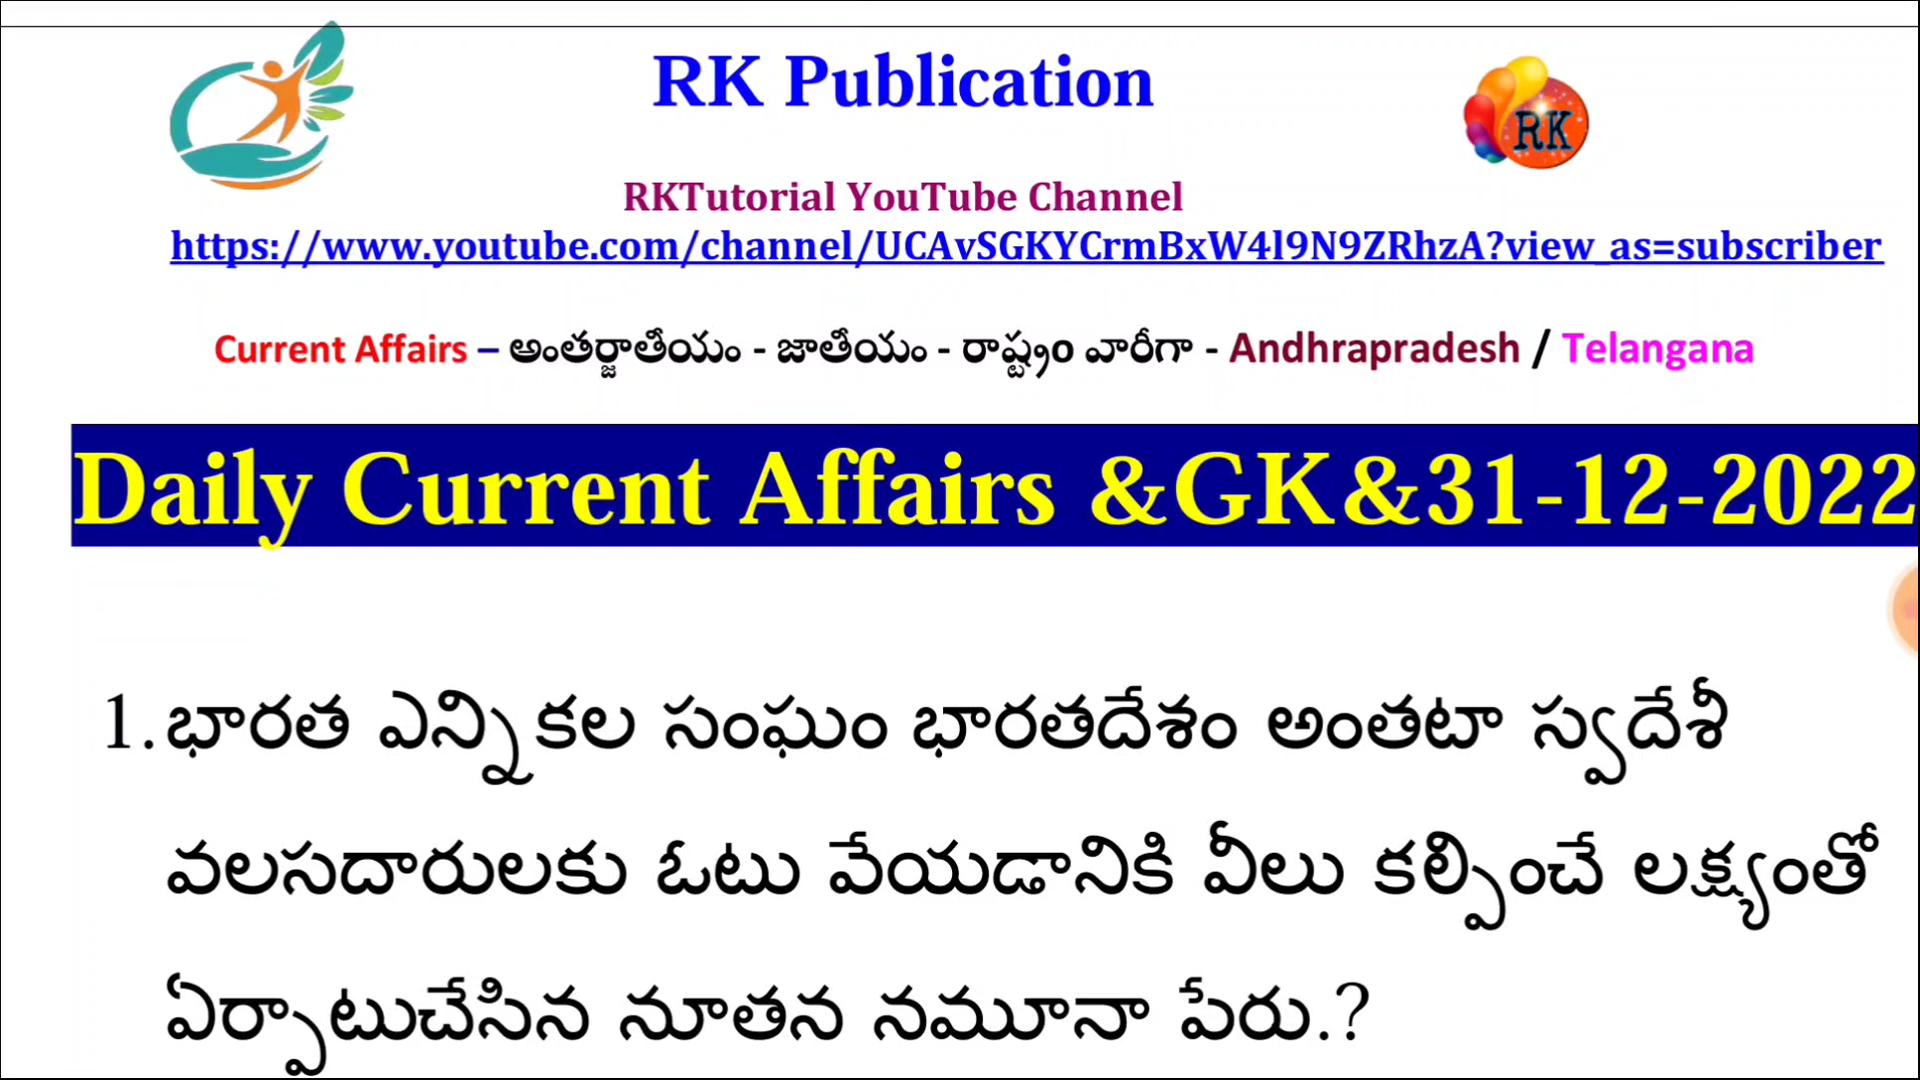 RK Publication
RK
RKTutorial YouTube Channel
https://www.youtube.com/channel/UCAvSGKYCrmBxW4l9N9ZRhzA?view_as=subscriber
Current Affairs – అంతర్జాతీయం - జాతీయం - రాష్ట్రంo వారీగా - Andhrapradesh / Telangana
Daily Current Affairs &GK&31-12-2022
1.భారత ఎన్నికల సంఘం భారతదేశం అంతటా స్వదేశీ
వలసదారులకు ఓటు వేయడానికి వీలు కల్పించే లక్ష్యంతో
ఏర్పాటుచేసిన నూతన నమూనా పేరు.?